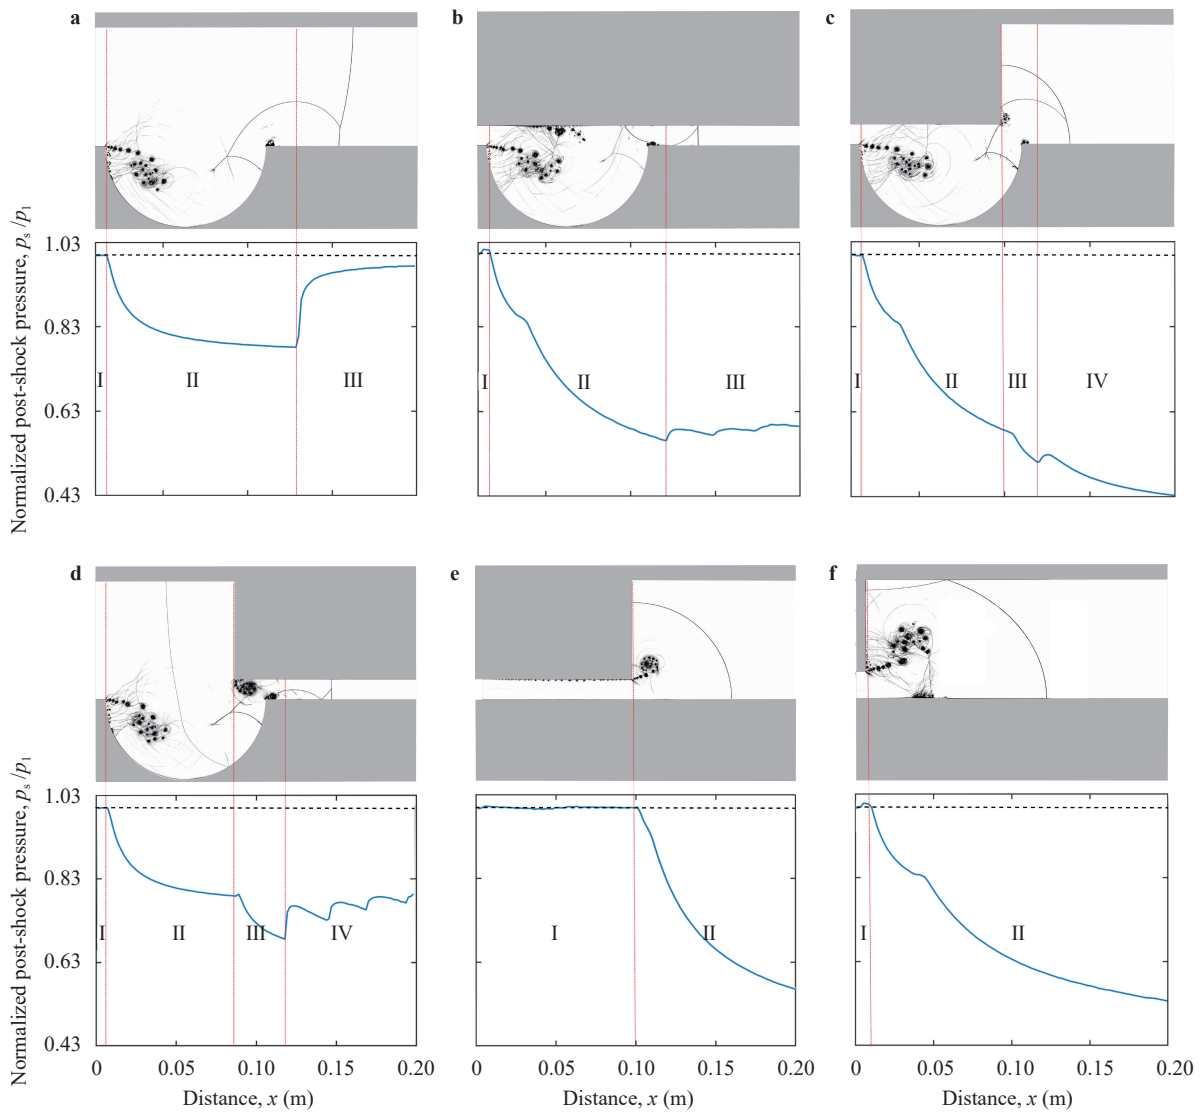 a
b
c
Normalized post-shock pressure, pₛ/p₁
1.03
0.83
0.63
0.43
I
II
III
I
II
III
I
II
III
IV
d
e
f
Normalized post-shock pressure, pₛ/p₁
1.03
0.83
0.63
0.43
I
II
III
IV
I
II
I
II
0 0.05 0.10 0.15 0.20
0 0.05 0.10 0.15 0.20
0 0.05 0.10 0.15 0.20
Distance, x (m)
Distance, x (m)
Distance, x (m)